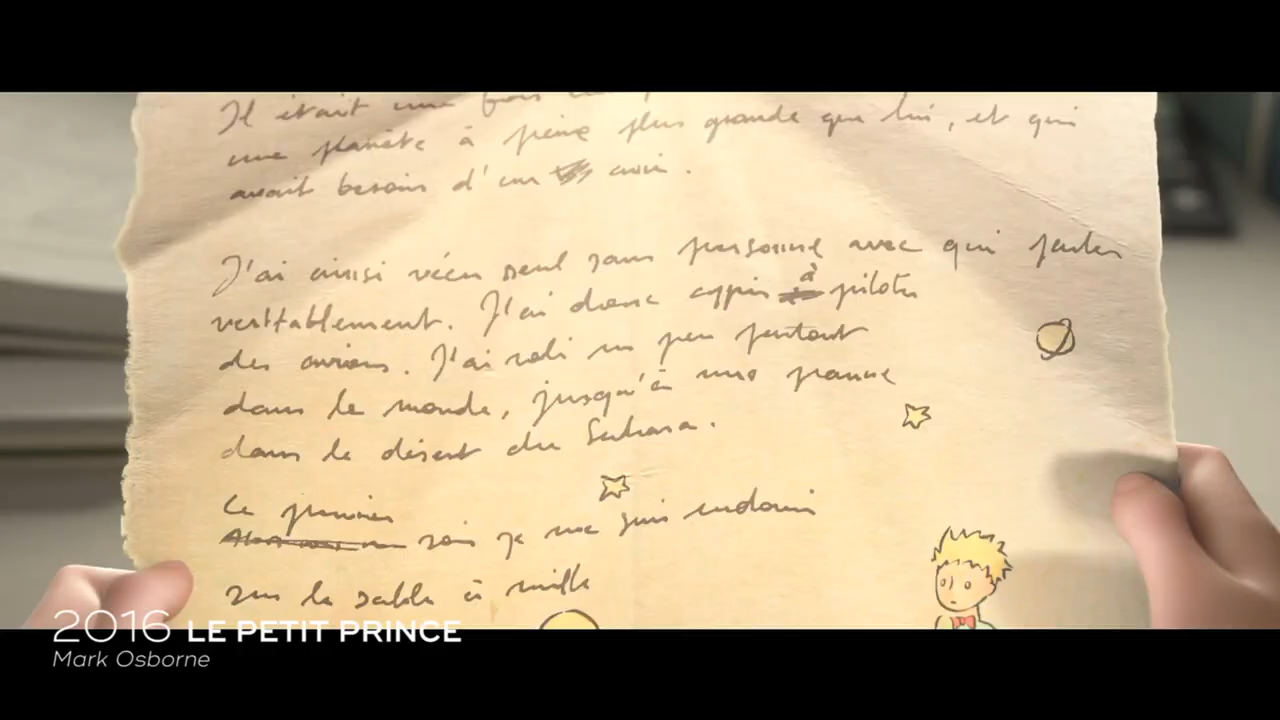 Il était une fois
une planète à peine plus grande que lui, et qui
avait besoin d'un ami.
J'ai ainsi vécu seul sans personne avec qui parler
veritablement. J'ai donc appris à piloter
des avions. J'ai volé un peu partout
dans le monde, jusqu'à une panne
dans le désert du Sahara.
Ce premier
soir je me suis endormi
sur le sable à mille
2016 LE PETIT PRINCE
Mark Osborne